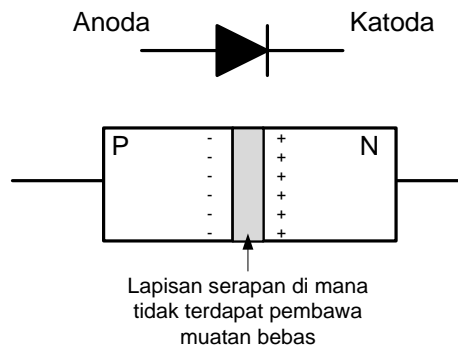 Anoda Katoda
P N
- +
- +
- +
- +
- +
- +
Lapisan serapan di mana
tidak terdapat pembawa
muatan bebas